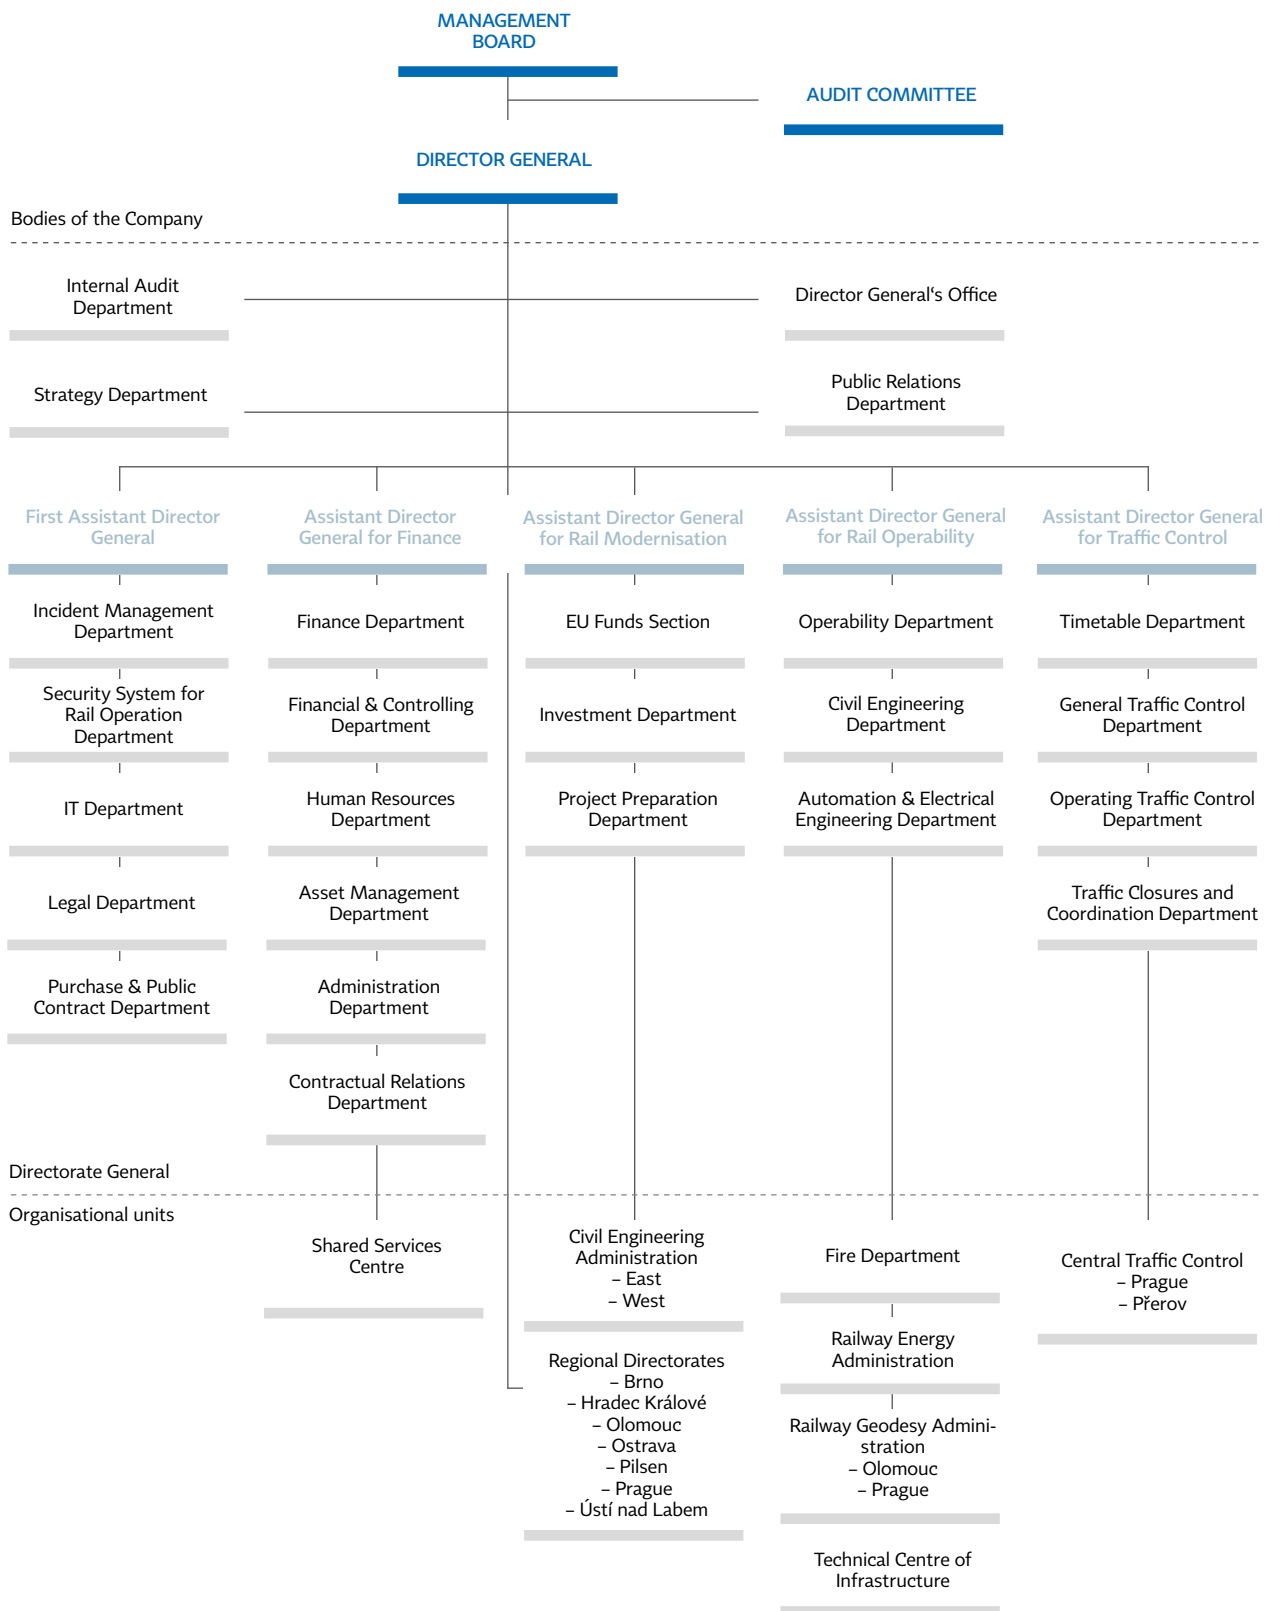 MANAGEMENT
BOARD
AUDIT COMMITTEE
DIRECTOR GENERAL
Bodies of the Company
Internal Audit
Department
Director General‘s Office
Strategy Department
Public Relations
Department
First Assistant Director
General
Assistant Director
General for Finance
Assistant Director General
for Rail Modernisation
Assistant Director General
for Rail Operability
Assistant Director General
for Traffic Control
Incident Management
Department
Finance Department
EU Funds Section
Operability Department
Timetable Department
Security System for
Rail Operation
Department
Financial & Controlling
Department
Investment Department
Civil Engineering
Department
General Traffic Control
Department
IT Department
Human Resources
Department
Project Preparation
Department
Automation & Electrical
Engineering Department
Operating Traffic Control
Department
Legal Department
Asset Management
Department
Traffic Closures and
Coordination Department
Purchase & Public
Contract Department
Administration
Department
Contractual Relations
Department
Directorate General
Organisational units
Shared Services
Centre
Civil Engineering
Administration
– East
– West
Fire Department
Central Traffic Control
– Prague
– Přerov
Regional Directorates
– Brno
– Hradec Králové
– Olomouc
– Ostrava
– Pilsen
– Prague
– Ústí nad Labem
Railway Energy
Administration
Railway Geodesy Admini-
stration
– Olomouc
– Prague
Technical Centre of
Infrastructure